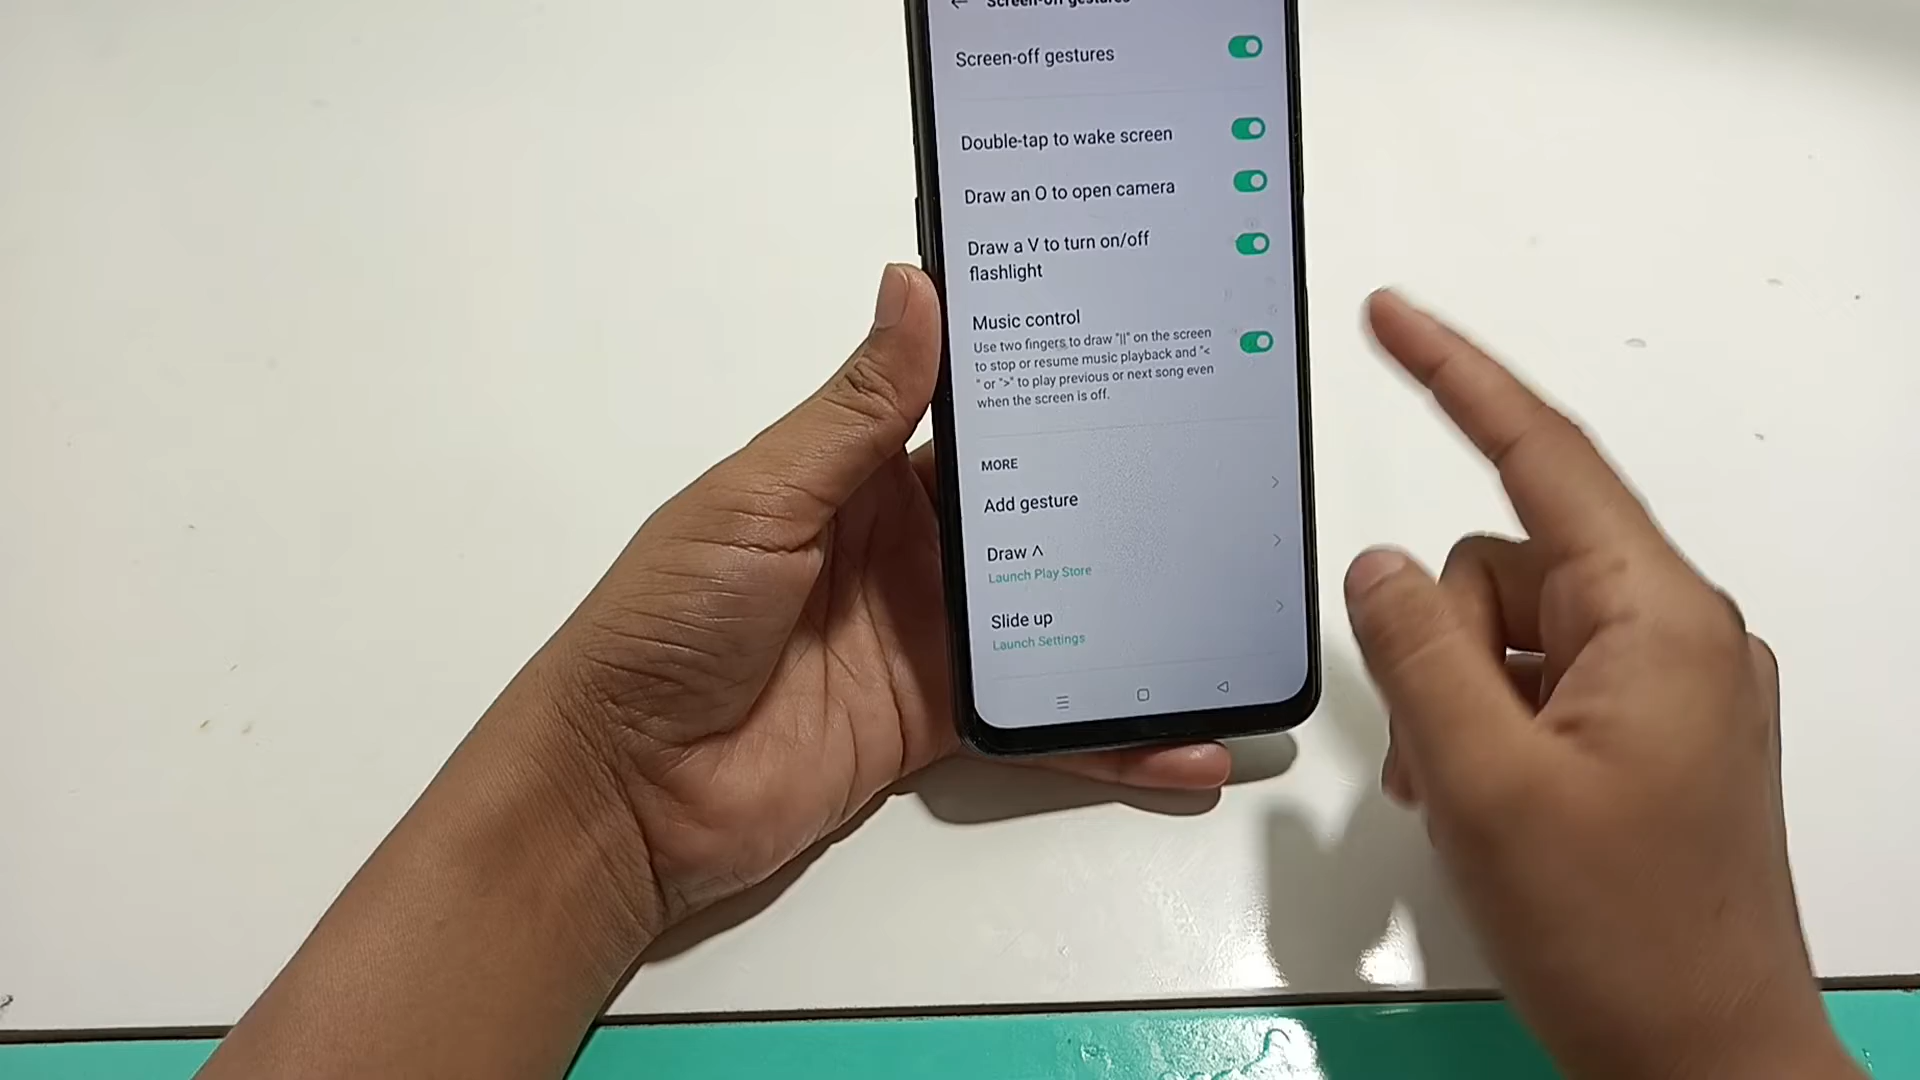 Screen-off gestures
Screen-off gestures
Double-tap to wake screen
Draw an O to open camera
Draw a V to turn on/off
flashlight
Music control
Use two fingers to draw "||" on the screen
to stop or resume music playback and "<
" or ">" to play previous or next song even
when the screen is off.
MORE
Add gesture
Draw ^
Launch Play Store
Slide up
Launch Settings